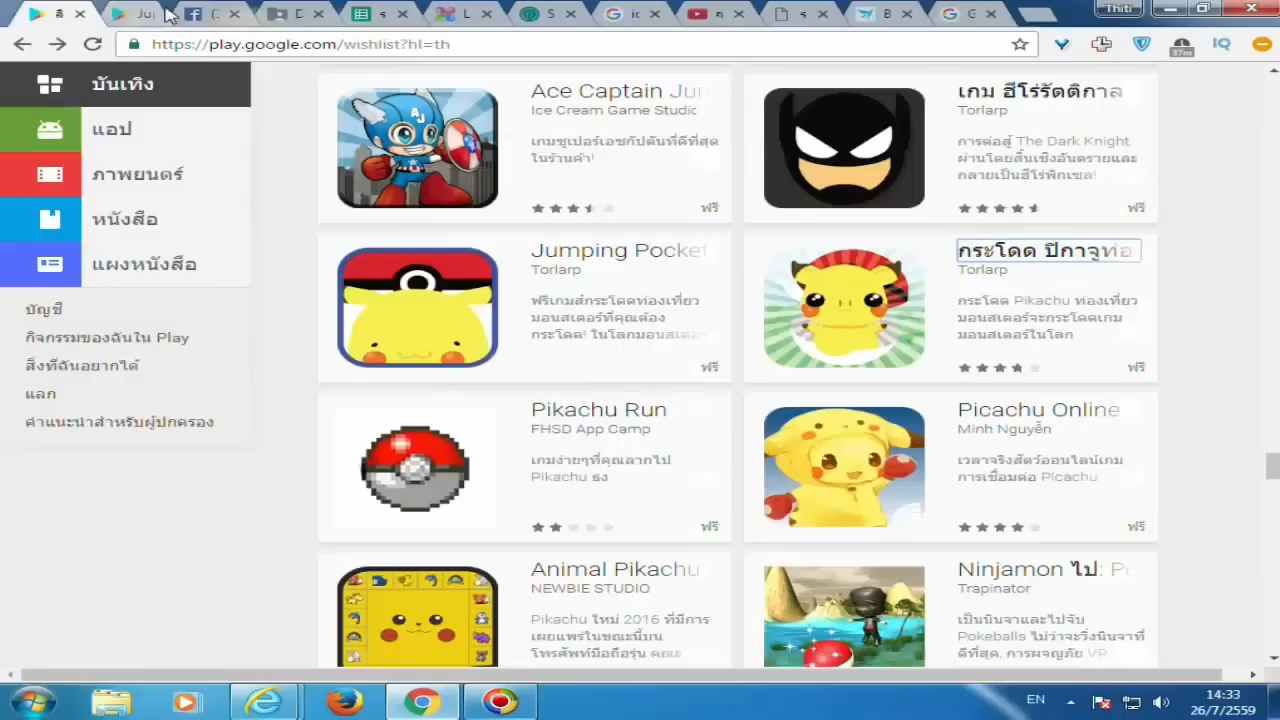 Thiti
https://play.google.com/wishlist?hl=th
37m
IQ
บันเทิง
แอป
ภาพยนตร์
หนังสือ
แผงหนังสือ
บัญชี
กิจกรรมของฉันใน Play
สิ่งที่ฉันอยากได้
แลก
คำแนะนำสำหรับผู้ปกครอง
Ace Captain Jun
Ice Cream Game Studio
เกมซูเปอร์เอซกัปตันที่ดีที่สุด
ในร้านค้า!
ฟรี
เกม ฮีโร่รัตติกาล
Torlarp
การต่อสู้ The Dark Knight
ผ่านโดยสิ้นเชิงอันตรายและ
กลายเป็นฮีโร่พิกเซล!
ฟรี
Jumping Pocket
Torlarp
ฟรีเกมส์กระโดดท่องเที่ยว
มอนสเตอร์ที่คุณต้อง
กระโดด! ในโลกมอนสเตอ
ฟรี
กระโดด ปิกาจูท่อ
Torlarp
กระโดด Pikachu ท่องเที่ยว
มอนสเตอร์จะกระโดดเกม
มอนสเตอร์ในโลก
ฟรี
Pikachu Run
FHSD App Camp
เกมง่ายๆที่คุณลากไป
Pikachu ธง
ฟรี
Picachu Online
Minh Nguyễn
เวลาจริงสัตว์ออนไลน์เกม
การเชื่อมต่อ Picachu
ฟรี
Animal Pikachu
NEWBIE STUDIO
Pikachu ใหม่ 2016 ที่มีการ
เผยแพร่ในขณะนี้บน
โทรศัพท์มือถือรุ่น คณะ
Ninjamon ไป: Po
Trapinator
เป็นนินจาและไปจับ
Pokeballs ไม่ว่าจะวิ่งนินจาที่
ดีที่สุด, การผจญภัย VR
EN
14:33
26/7/2559